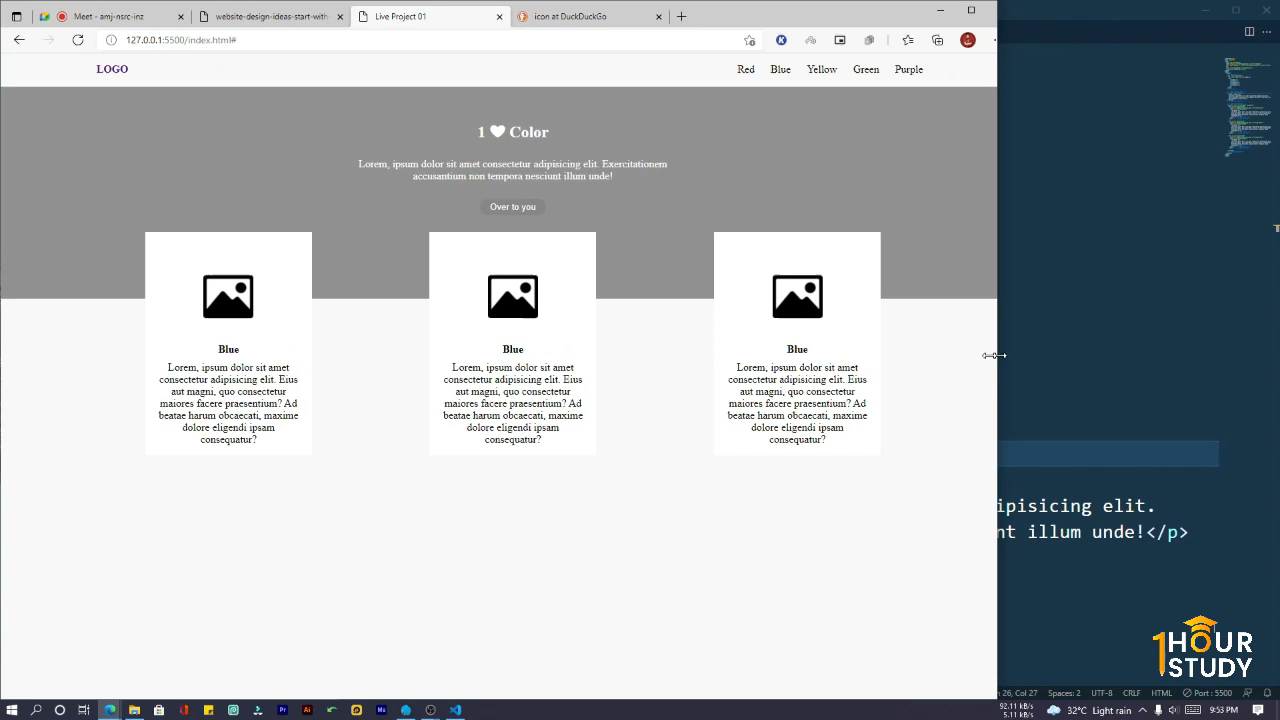 Meet - amj-nsrc-inz
website-design-ideas-start-with
Live Project 01
icon at DuckDuckGo
127.0.0.1:5500/index.html#
LOGO
Red Blue Yellow Green Purple
1 Color
Lorem, ipsum dolor sit amet consectetur adipisicing elit. Exercitationem
accusantium non tempora nesciunt illum unde!
Over to you
Blue
Lorem, ipsum dolor sit amet
consectetur adipisicing elit. Eius
aut magni, quo consectetur
maiores facere praesentium? Ad
beatae harum obcaecati, maxime
dolore eligendi ipsam
consequatur?
Blue
Lorem, ipsum dolor sit amet
consectetur adipisicing elit. Eius
aut magni, quo consectetur
maiores facere praesentium? Ad
beatae harum obcaecati, maxime
dolore eligendi ipsam
consequatur?
Blue
Lorem, ipsum dolor sit amet
consectetur adipisicing elit. Eius
aut magni, quo consectetur
maiores facere praesentium? Ad
beatae harum obcaecati, maxime
dolore eligendi ipsam
consequatur?
ipisicing elit.
nt illum unde!</p>
1HOUR
STUDY
n 26, Col 27 Spaces: 2 UTF-8 CRLF HTML Port : 5500
92.11 kB/s
5.11 kB/s
32°C Light rain
9:53 PM